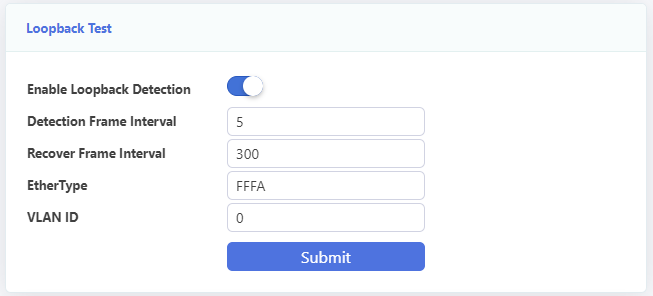 Loopback Test
Enable Loopback Detection
Detection Frame Interval 5
Recover Frame Interval 300
EtherType FFFA
VLAN ID 0
Submit